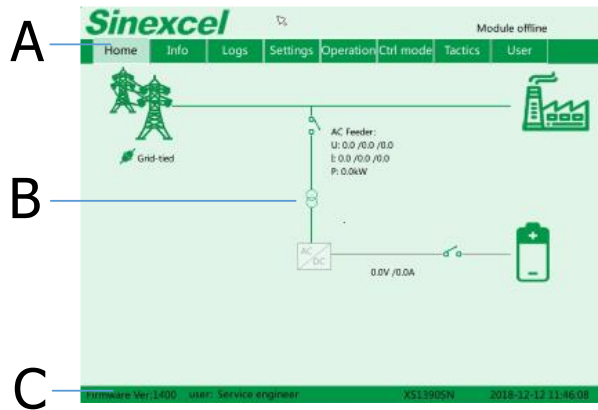 Sinexcel
Module offline
A
Home Info Logs Settings Operation Ctrl mode Tactics User
AC Feeder:
U: 0.0 /0.0 /0.0
I: 0.0 /0.0 /0.0
P: 0.0kW
Grid-tied
B
AC
DC
0.0V /0.0A
C
Firmware Ver:1400 user: Service engineer XS1390SN 2018-12-12 11:46:08